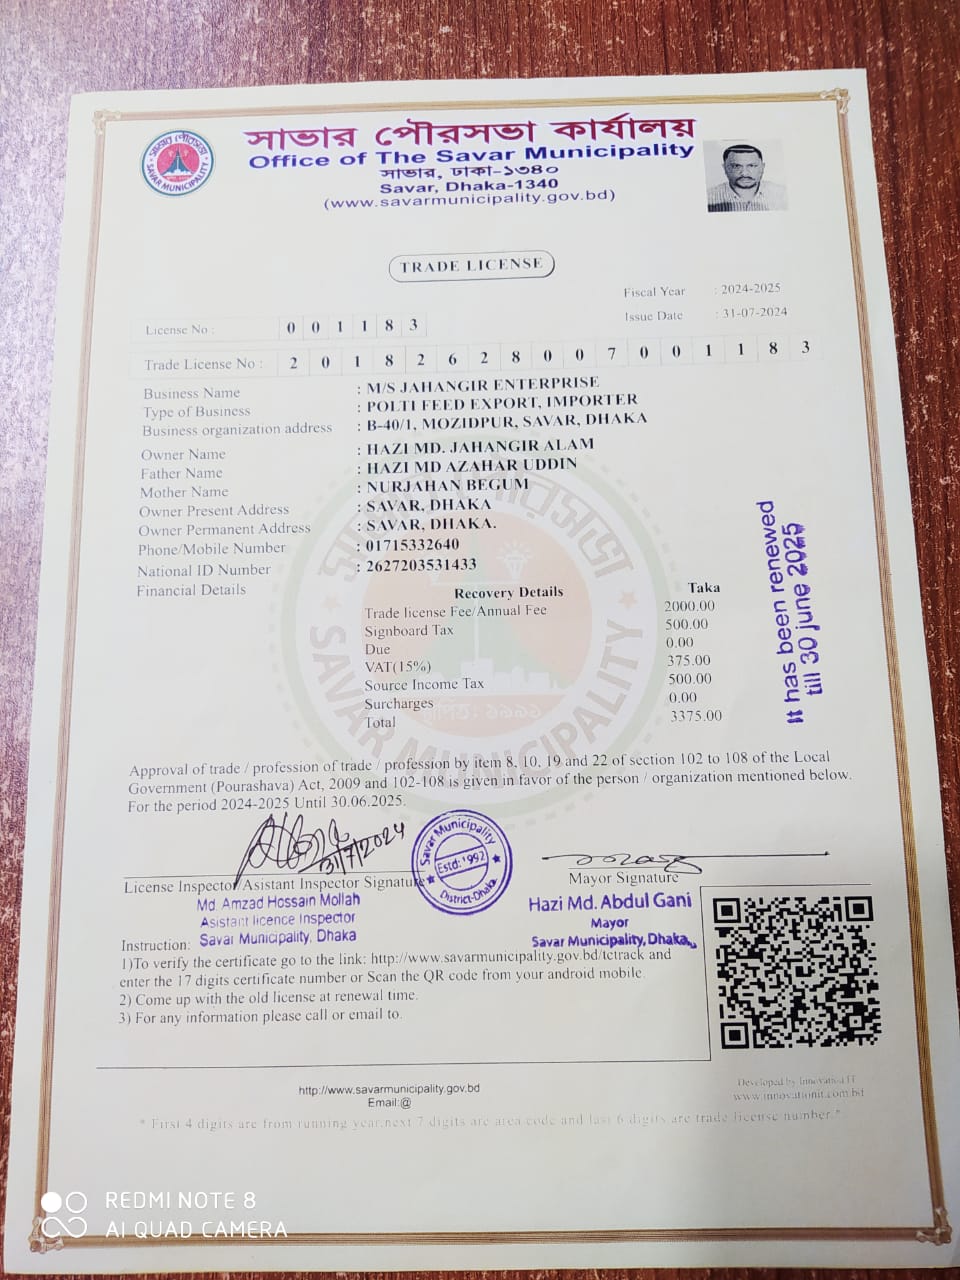 সাভার পৌরসভা কার্যালয়
Office of The Savar Municipality
সাভার, ঢাকা-১৩৪০
Savar, Dhaka-1340
(www.savarmunicipality.gov.bd)
সাভার পৌরসভা
SAVAR MUNICIPALITY
TRADE LICENSE
Fiscal Year : 2024-2025
Issue Date : 31-07-2024
License No : 0 0 1 1 8 3
Trade License No : 2 0 1 8 2 6 2 8 0 0 7 0 0 1 1 8 3
Business Name : M/S JAHANGIR ENTERPRISE
Type of Business : POLTI FEED EXPORT, IMPORTER
Business organization address : B-40/1, MOZIDPUR, SAVAR, DHAKA
Owner Name : HAZI MD. JAHANGIR ALAM
Father Name : HAZI MD AZAHAR UDDIN
Mother Name : NURJAHAN BEGUM
Owner Present Address : SAVAR, DHAKA
Owner Permanent Address : SAVAR, DHAKA.
Phone/Mobile Number : 01715332640
National ID Number : 2627203531433
Financial Details
Recovery Details Taka
Trade license Fee/Annual Fee 2000.00
Signboard Tax 500.00
Due 0.00
VAT(15%) 375.00
Source Income Tax 500.00
Surcharges 0.00
Total 3375.00
It has been renewed
till 30 june 2025
সাভার পৌরসভা
SAVAR MUNICIPALITY
Approval of trade / profession of trade / profession by item 8, 10, 19 and 22 of section 102 to 108 of the Local
Government (Pourashava) Act, 2009 and 102-108 is given in favor of the person / organization mentioned below.
For the period 2024-2025 Until 30.06.2025.
31/7/2024
Savar Municipality
Estd: 1992
District-Dhaka
License Inspector/Asistant Inspector Signature
Md. Amzad Hossain Mollah
Asistant licence Inspector
Savar Municipality, Dhaka
Mayor Signature
Hazi Md. Abdul Gani
Mayor
Savar Municipality, Dhaka.
Instruction:
1)To verify the certificate go to the link: http://www.savarmunicipality.gov.bd/tctrack and
enter the 17 digits certificate number or Scan the QR code from your android mobile.
2) Come up with the old license at renewal time.
3) For any information please call or email to.
http://www.savarmunicipality.gov.bd
Email:@
Developed by Innovation IT
www.innovationit.com.bd
* First 4 digits are from running year,next 7 digits are area code and last 6 digits are trade license number.*
REDMI NOTE 8
AI QUAD CAMERA